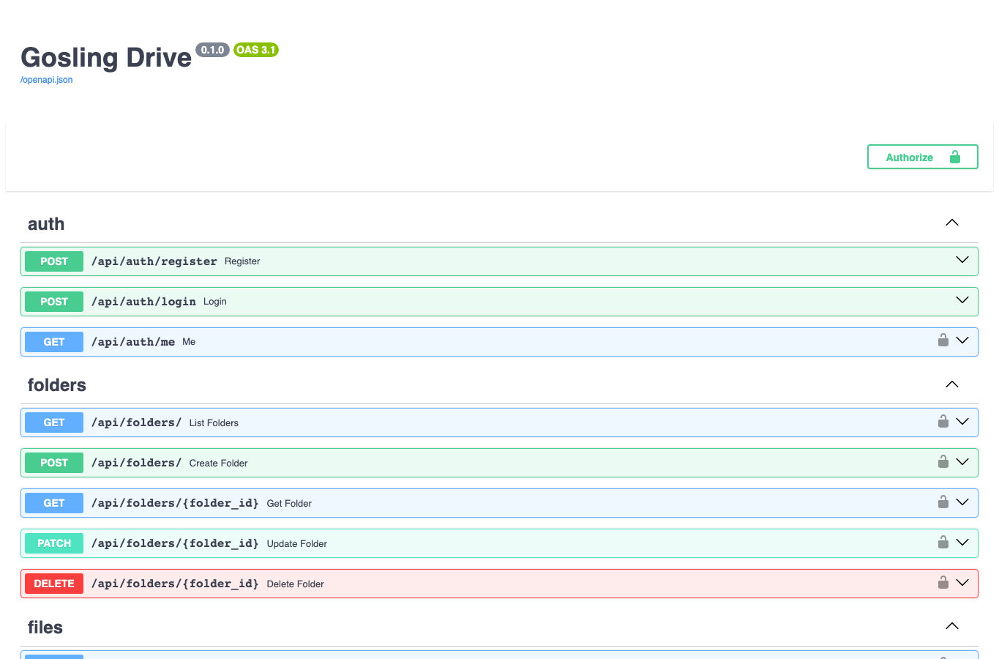 Gosling Drive 0.1.0 OAS 3.1
/openapi.json
Authorize
auth
POST /api/auth/register Register
POST /api/auth/login Login
GET /api/auth/me Me
folders
GET /api/folders/ List Folders
POST /api/folders/ Create Folder
GET /api/folders/{folder_id} Get Folder
PATCH /api/folders/{folder_id} Update Folder
DELETE /api/folders/{folder_id} Delete Folder
files